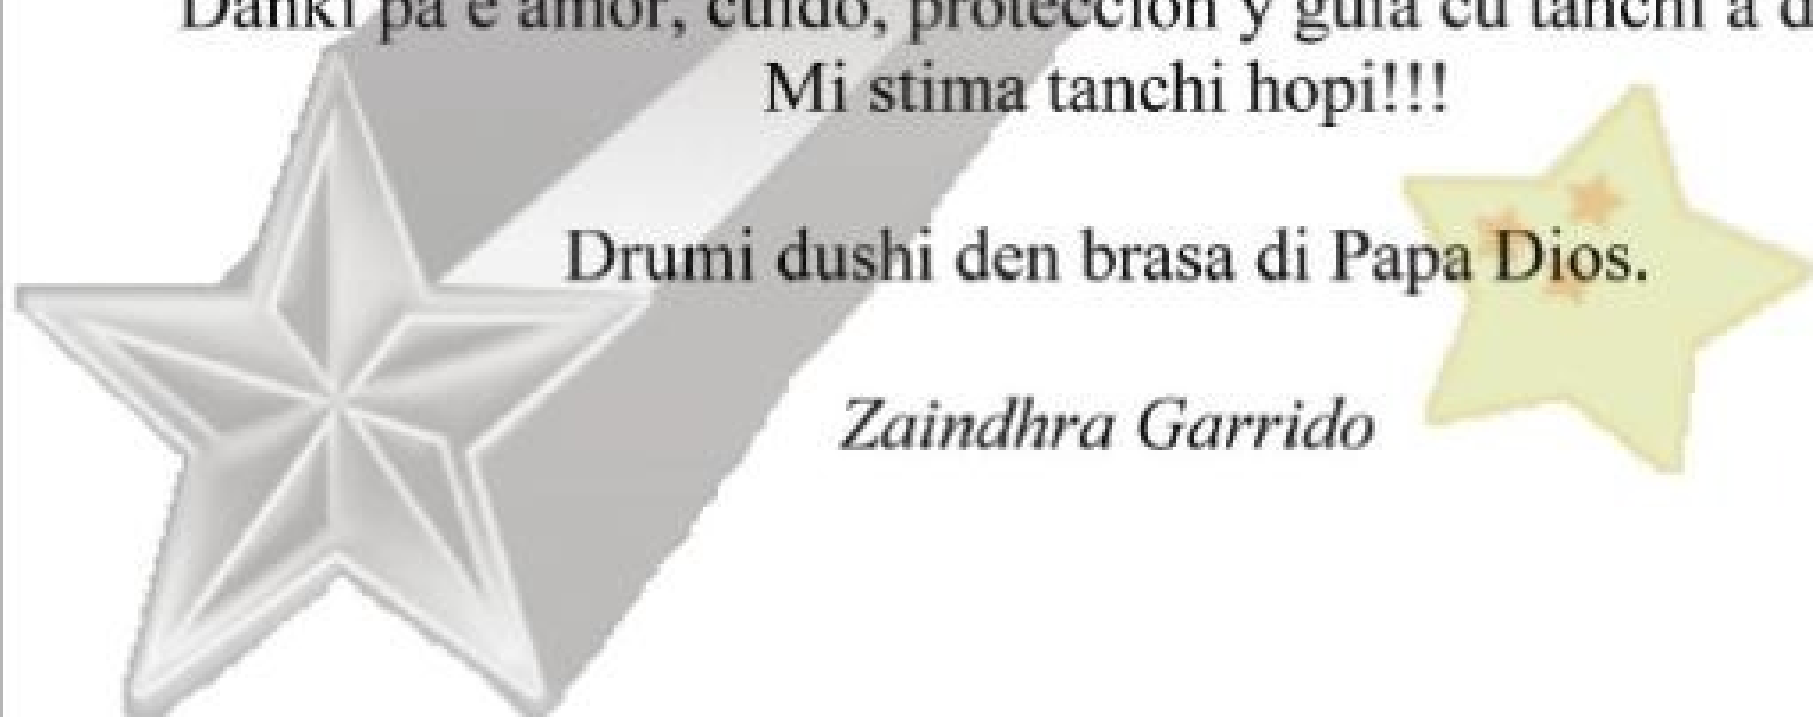 Danki pa e amor, cuido, proteccion y guia cu tanchi a
Mi stima tanchi hopi!!!
Drumi dushi den brasa di Papa Dios.
Zaindhra Garrido